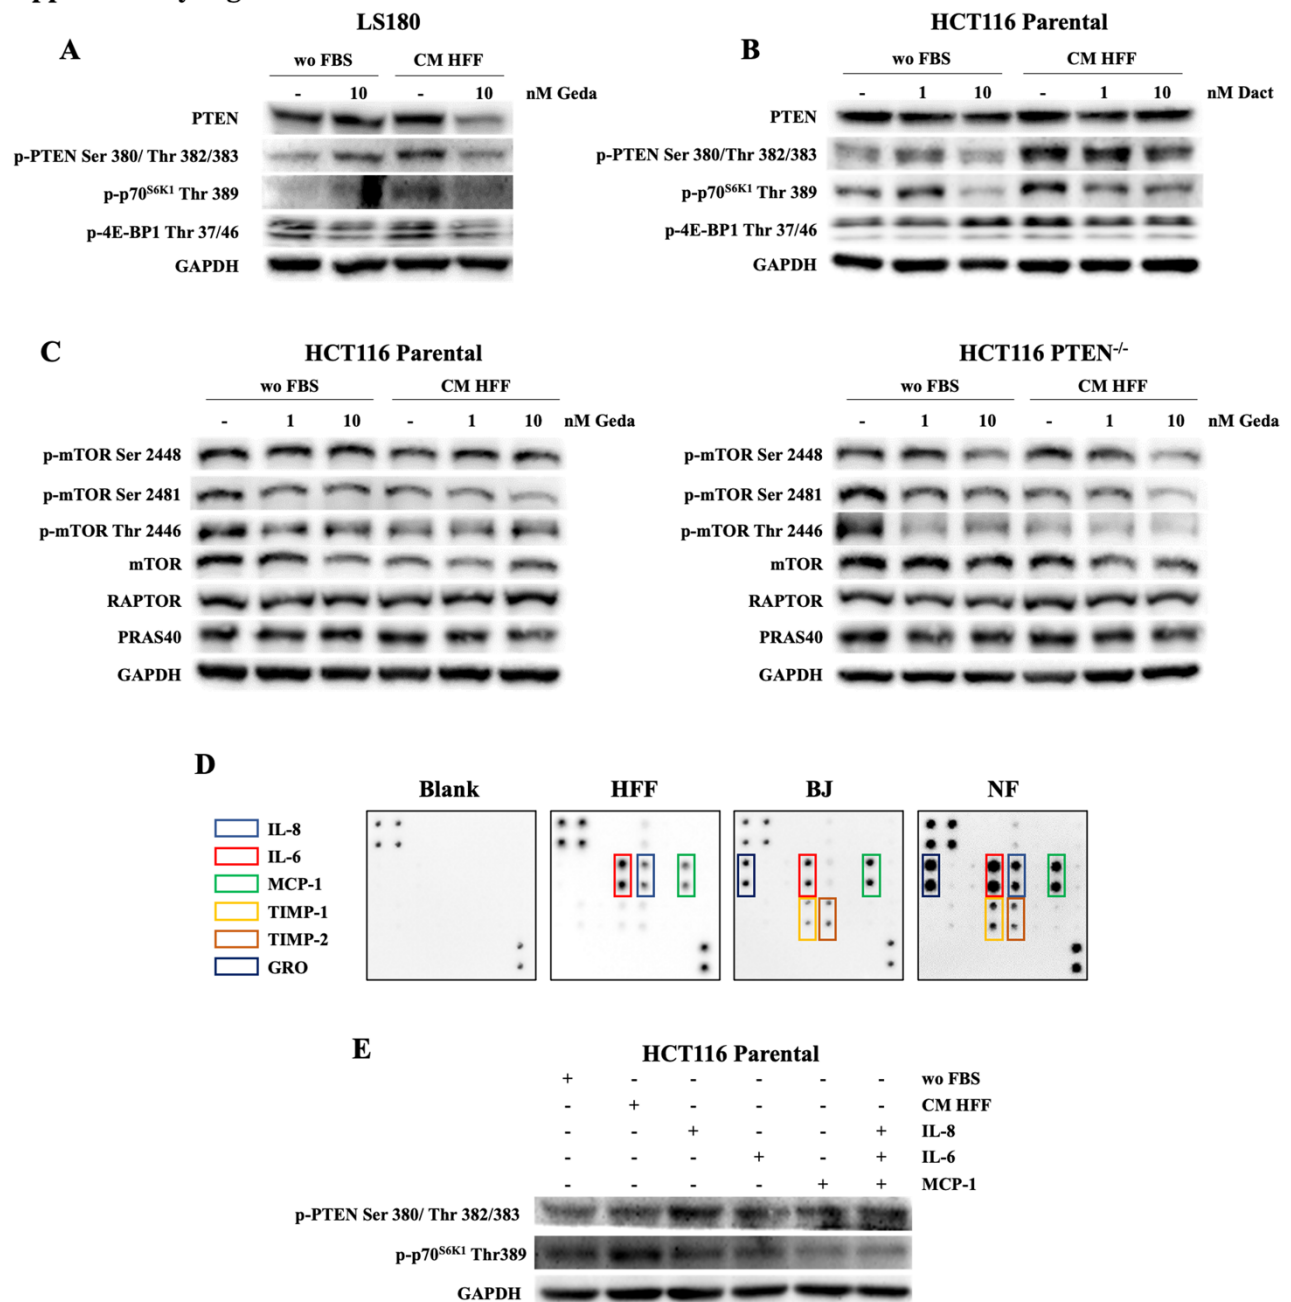 LS180
HCT116 Parental
A
B
wo FBS CM HFF
wo FBS CM HFF
- 10 - 10 nM Geda
- 1 10 - 1 10 nM Dact
PTEN
PTEN
p-PTEN Ser 380/ Thr 382/383
p-PTEN Ser 380/Thr 382/383
p-p70S6K1 Thr 389
p-p70S6K1 Thr 389
p-4E-BP1 Thr 37/46
p-4E-BP1 Thr 37/46
GAPDH
GAPDH
C
HCT116 Parental
HCT116 PTEN-/-
wo FBS CM HFF
wo FBS CM HFF
- 1 10 - 1 10 nM Geda
- 1 10 - 1 10 nM Geda
p-mTOR Ser 2448
p-mTOR Ser 2448
p-mTOR Ser 2481
p-mTOR Ser 2481
p-mTOR Thr 2446
p-mTOR Thr 2446
mTOR
mTOR
RAPTOR
RAPTOR
PRAS40
PRAS40
GAPDH
GAPDH
D
Blank HFF BJ NF
IL-8
IL-6
MCP-1
TIMP-1
TIMP-2
GRO
E
HCT116 Parental
+ - - - - - wo FBS
- + - - - - CM HFF
- - + - - + IL-8
- - - + - + IL-6
- - - - + + MCP-1
p-PTEN Ser 380/ Thr 382/383
p-p70S6K1 Thr389
GAPDH